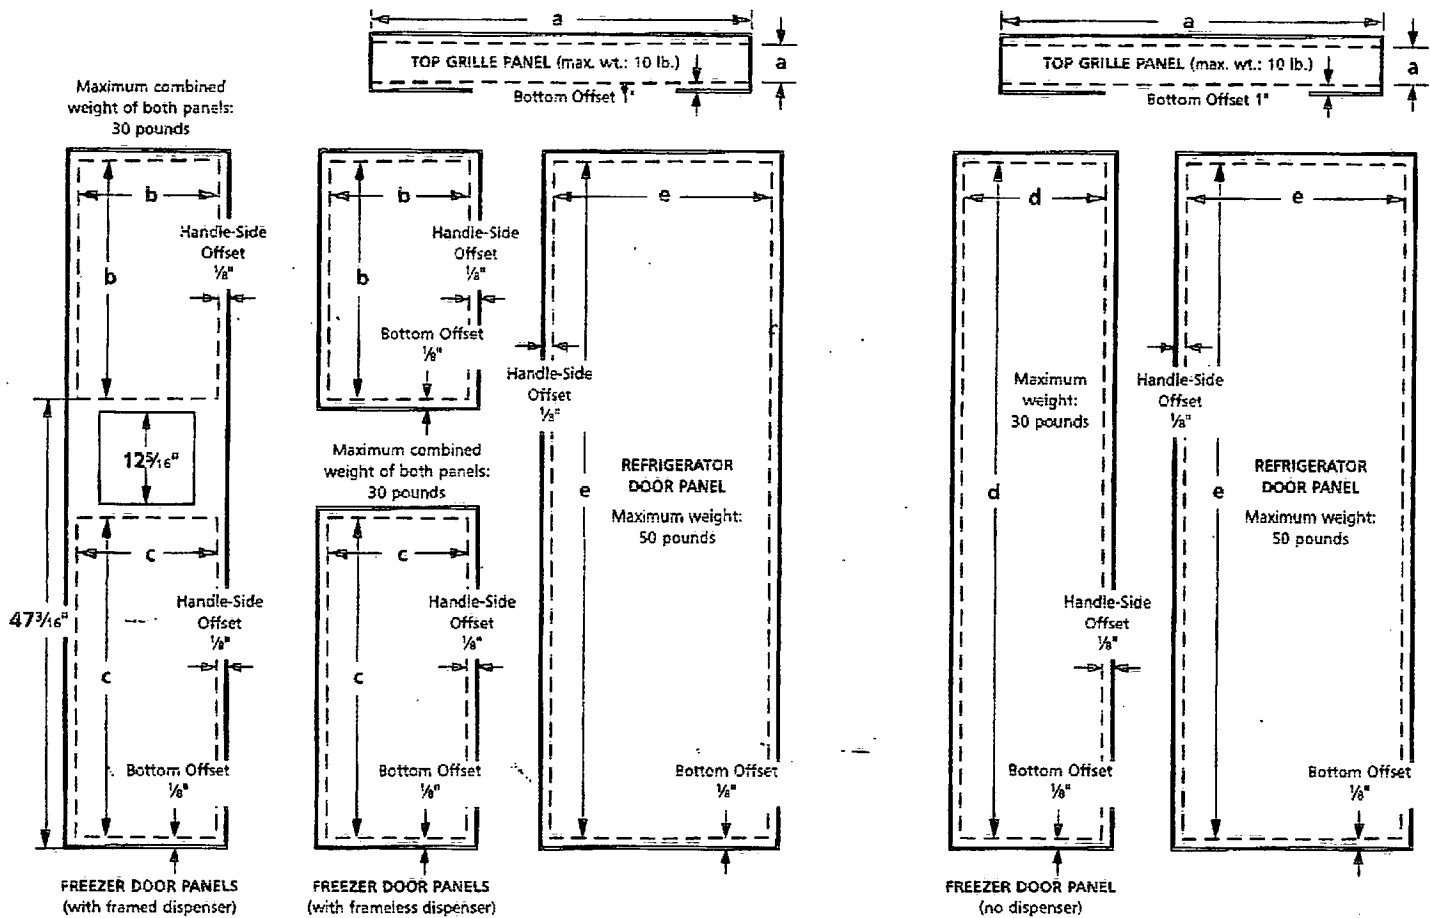 a
TOP GRILLE PANEL (max. wt.: 10 lb.)
a
Bottom Offset 1"
a
TOP GRILLE PANEL (max. wt.: 10 lb.)
a
Bottom Offset 1"
Maximum combined
weight of both panels:
30 pounds
b
Handle-Side
Offset
1/8"
b
12 5/16"
c
Handle-Side
Offset
1/8"
47 3/16"
c
Bottom Offset
1/8"
FREEZER DOOR PANELS
(with framed dispenser)
b
Handle-Side
Offset
1/8"
b
Bottom Offset
1/8"
Maximum combined
weight of both panels:
30 pounds
c
Handle-Side
Offset
1/8"
c
Bottom Offset
1/8"
FREEZER DOOR PANELS
(with frameless dispenser)
e
Handle-Side
Offset
1/8"
REFRIGERATOR
DOOR PANEL
e
Maximum weight:
50 pounds
Bottom Offset
1/8"
d
Maximum
weight:
30 pounds
d
Handle-Side
Offset
1/8"
Bottom Offset
1/8"
FREEZER DOOR PANEL
(no dispenser)
e
Handle-Side
Offset
1/8"
REFRIGERATOR
DOOR PANEL
e
Maximum weight:
50 pounds
Bottom Offset
1/8"